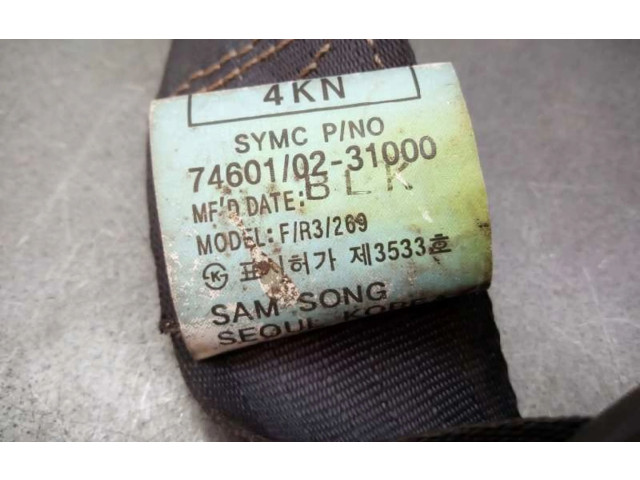 4KN
SYMC P/NO
74601/02-31000
BLK
MF'D DATE:
MODEL: F/R3/269
K 표시허가 제3533호
SAM SONG
SEOUL KOREA